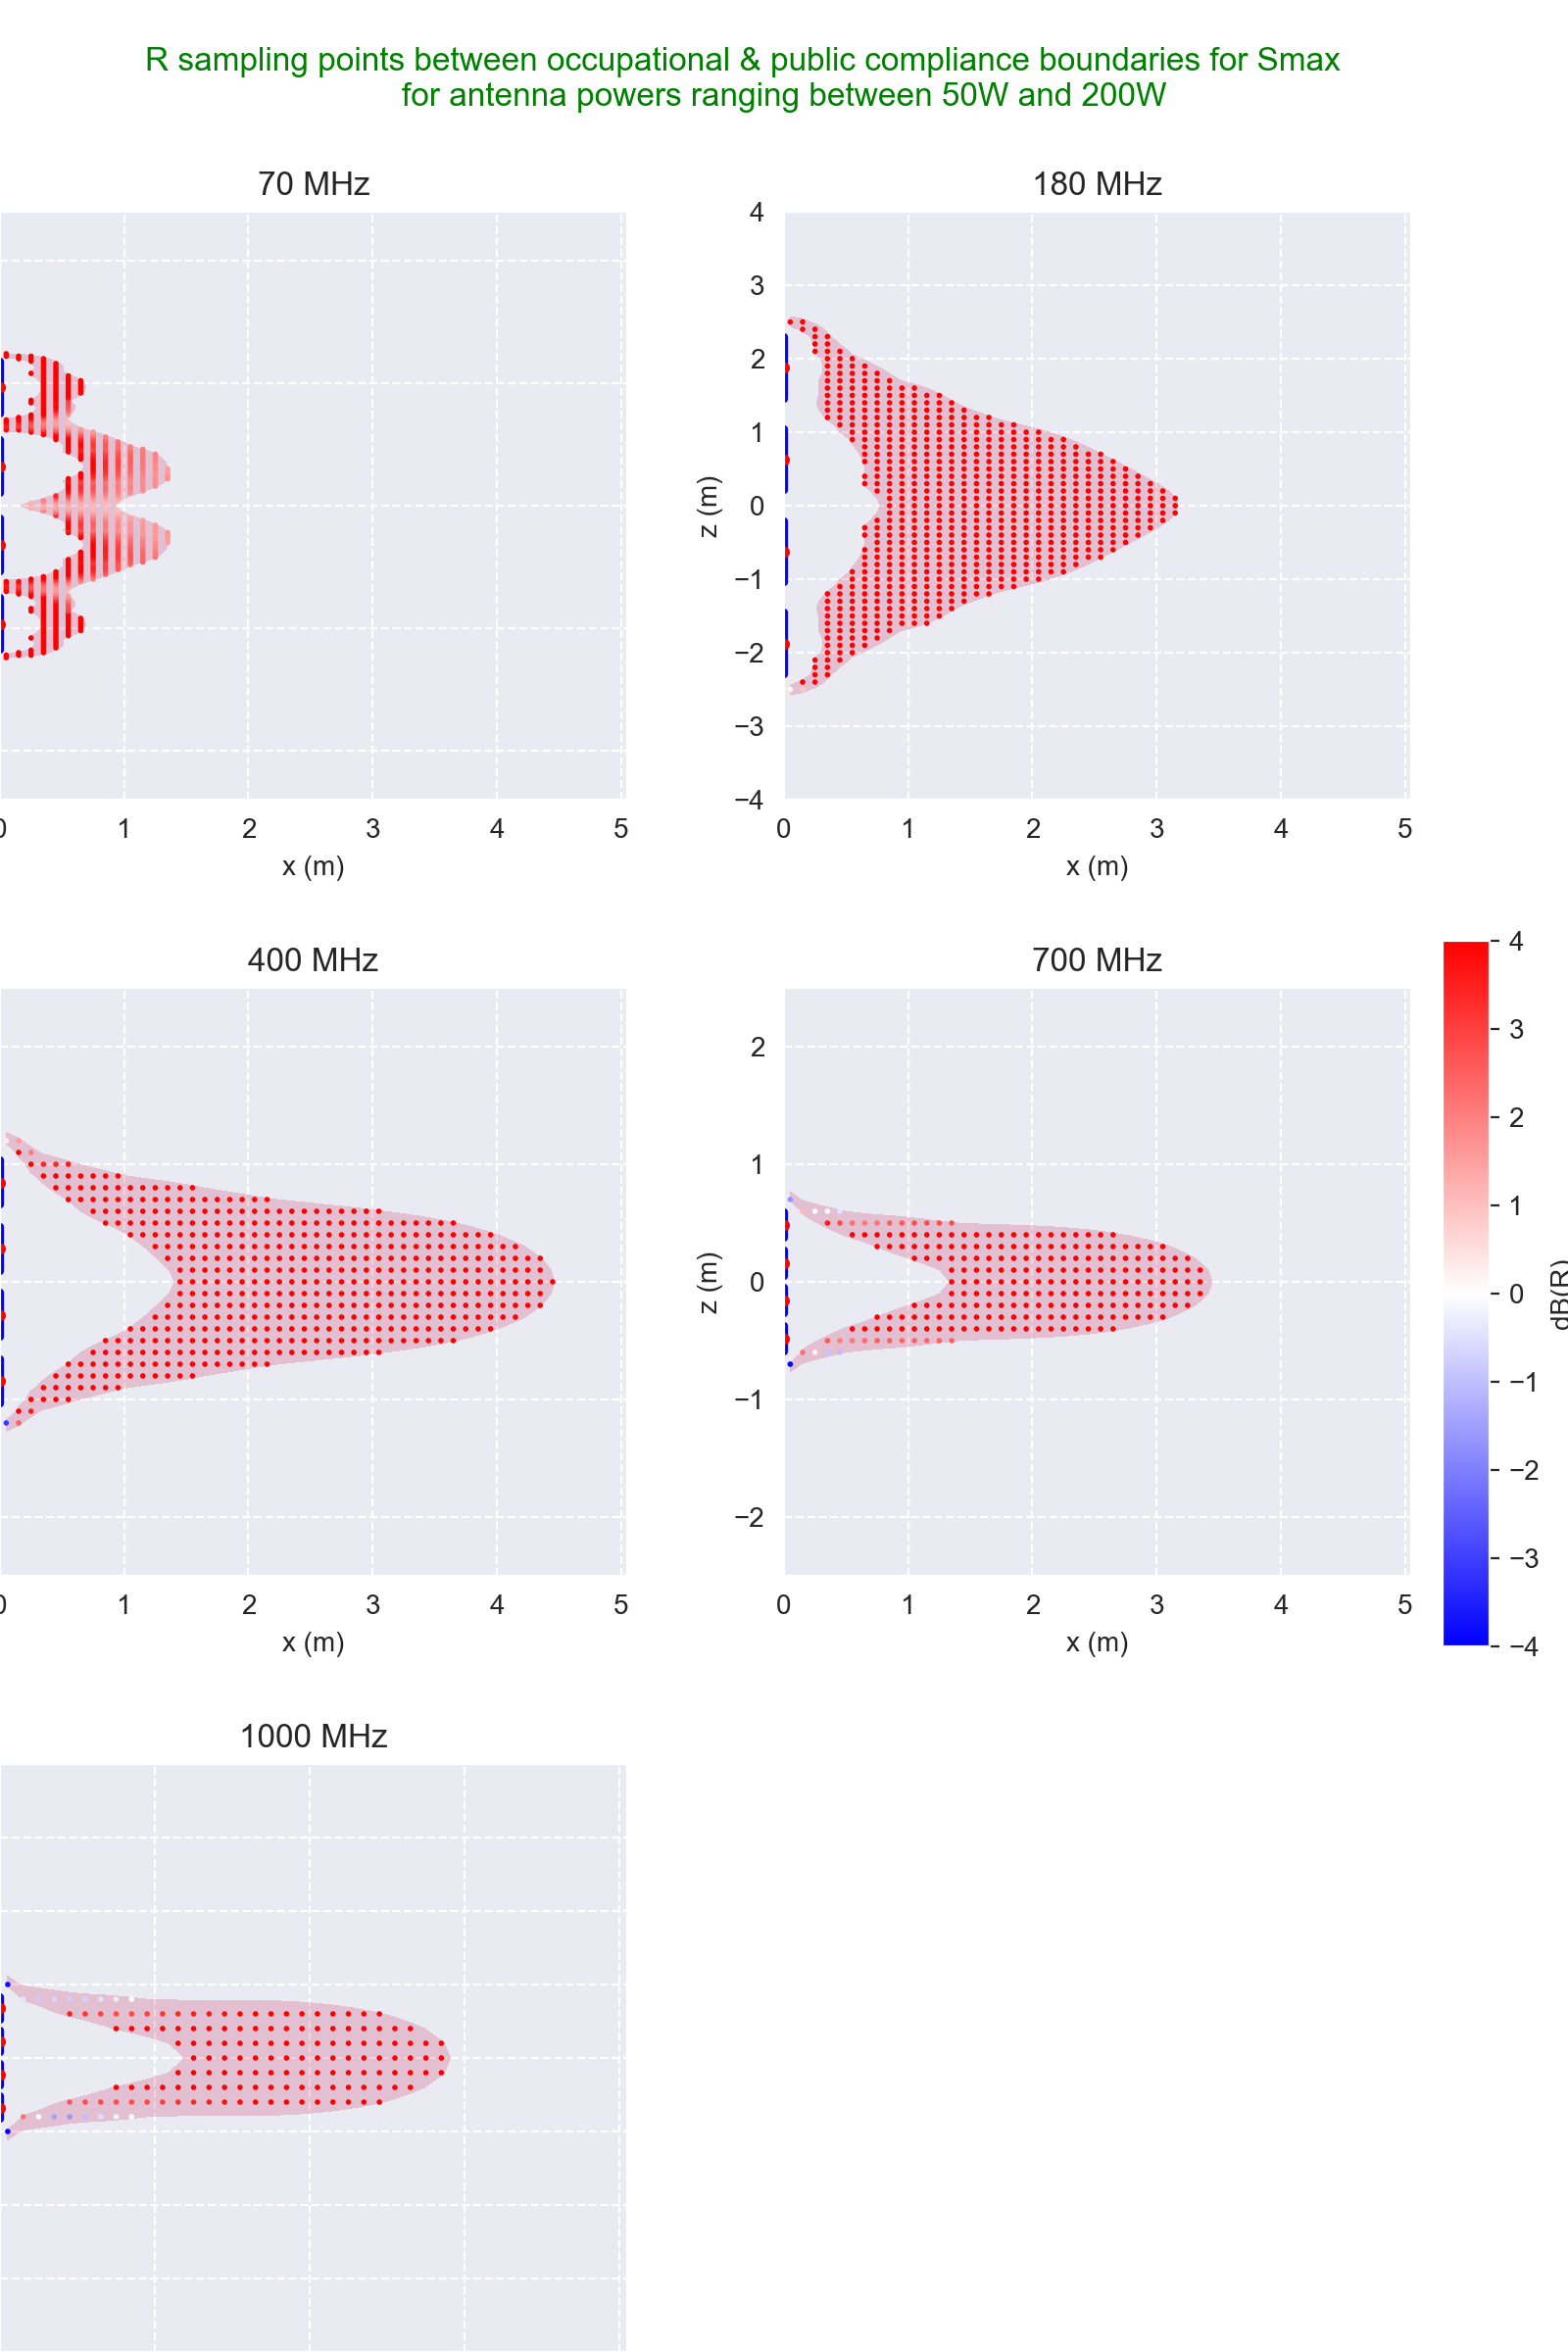 R sampling points between occupational & public compliance boundaries for Smax
for antenna powers ranging between 50W and 200W
70 MHz
0 1 2 3 4 5
x (m)
180 MHz
4
3
2
1
0
−1
−2
−3
−4
z (m)
0 1 2 3 4 5
x (m)
400 MHz
0 1 2 3 4 5
x (m)
700 MHz
2
1
0
−1
−2
z (m)
0 1 2 3 4 5
x (m)
4
3
2
1
0
−1
−2
−3
−4
dB(R)
1000 MHz